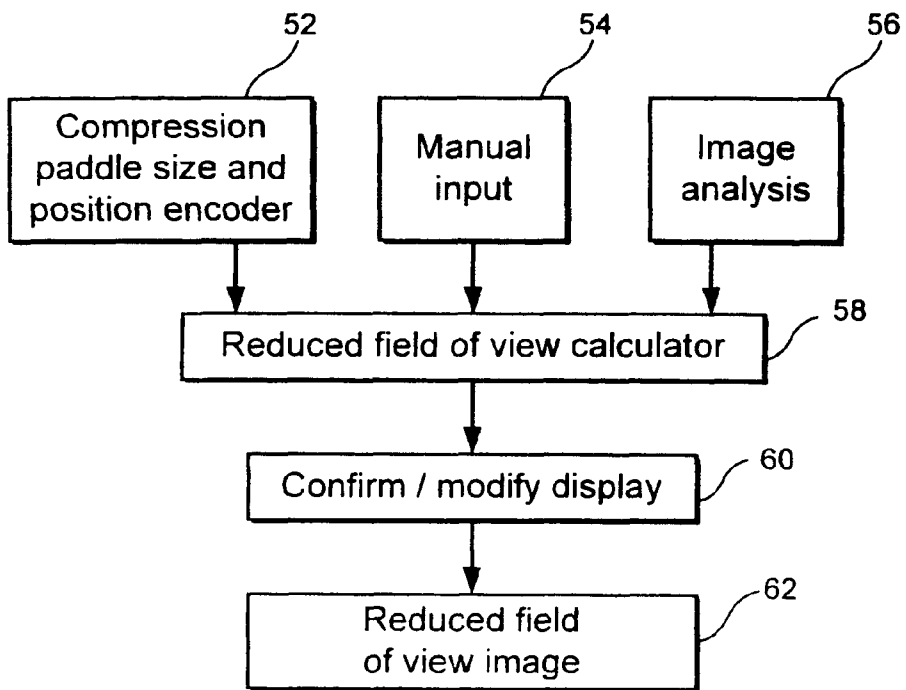 52
54
56
Compression
paddle size and
position encoder
Manual
input
Image
analysis
58
Reduced field of view calculator
60
Confirm / modify display
62
Reduced field
of view image